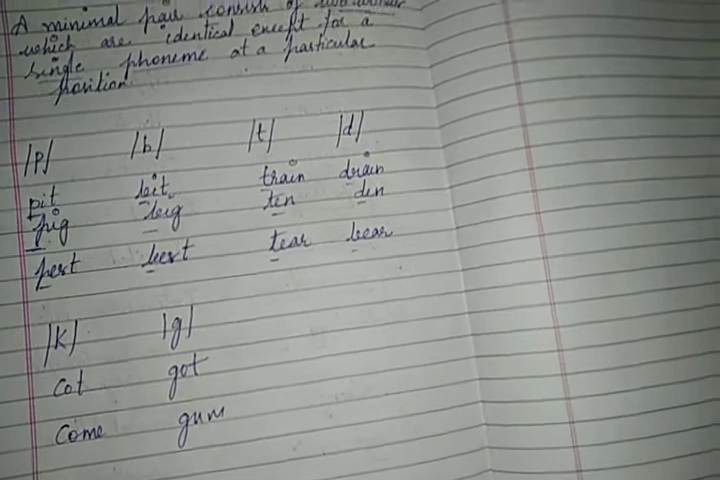 A minimal pair consists of two words
which are identical except for a
single phoneme at a particular
position.
/p/ /b/ /t/ /d/
pit bit train drain
pig big ten den
pest best tear bear
/k/ /g/
cot got
come gum